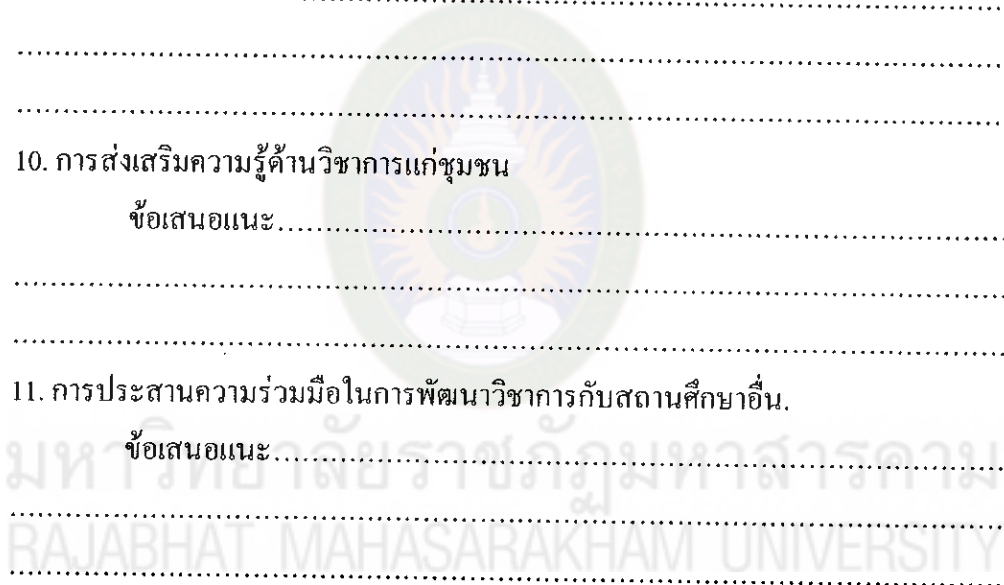 10. การส่งเสริมความรู้ด้านวิชาการแก่ชุมชน
ข้อเสนอแนะ................................................................
................................................................
................................................................
11. การประสานความร่วมมือในการพัฒนาวิชาการกับสถานศึกษาอื่น.
ข้อเสนอแนะ................................................................
มหาวิทยาลัยราชภัฏมหาสารคาม
................................................................
RAJABHAT MAHASARAKHAM UNIVERSITY
................................................................